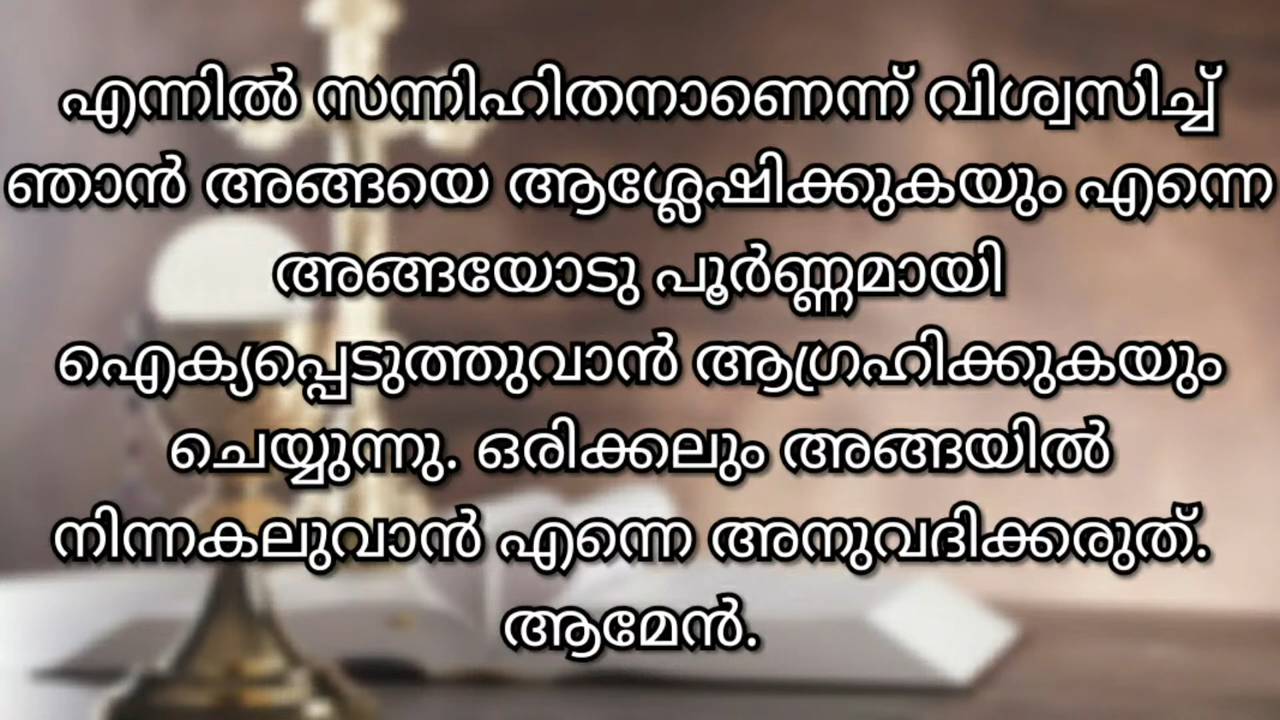 എന്നിൽ സന്നിഹിതനാണെന്ന് വിശ്വസിച്ച്
ഞാൻ അങ്ങയെ ആശ്ലേഷിക്കുകയും എന്നെ
അങ്ങയോടു പൂർണ്ണമായി
ഐക്യപ്പെടുത്തുവാൻ ആഗ്രഹിക്കുകയും
ചെയ്യുന്നു. ഒരിക്കലും അങ്ങയിൽ
നിന്നകലുവാൻ എന്നെ അനുവദിക്കരുത്.
ആമേൻ.